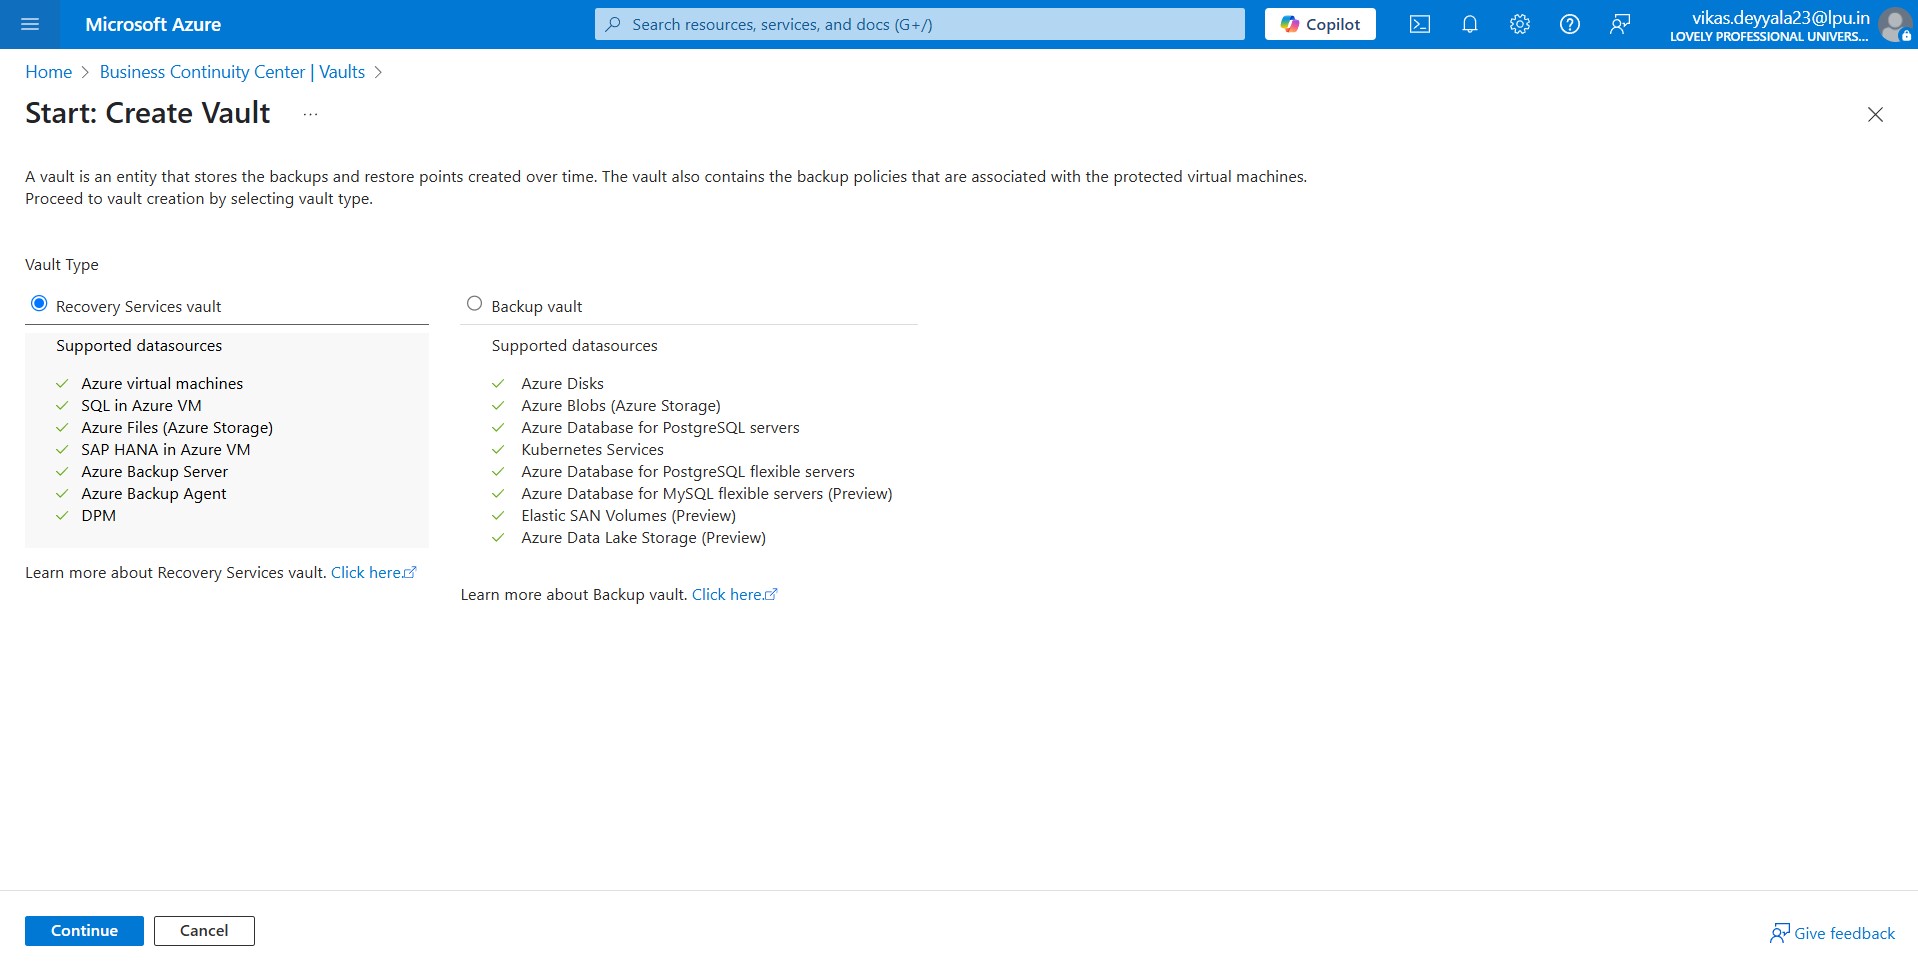 Microsoft Azure
Search resources, services, and docs (G+/)
Copilot
vikas.deyyala23@lpu.in
LOVELY PROFESSIONAL UNIVERS...
Home > Business Continuity Center | Vaults >
Start: Create Vault ...
A vault is an entity that stores the backups and restore points created over time. The vault also contains the backup policies that are associated with the protected virtual machines.
Proceed to vault creation by selecting vault type.
Vault Type
Recovery Services vault
Supported datasources
Azure virtual machines
SQL in Azure VM
Azure Files (Azure Storage)
SAP HANA in Azure VM
Azure Backup Server
Azure Backup Agent
DPM
Learn more about Recovery Services vault. Click here.
Backup vault
Supported datasources
Azure Disks
Azure Blobs (Azure Storage)
Azure Database for PostgreSQL servers
Kubernetes Services
Azure Database for PostgreSQL flexible servers
Azure Database for MySQL flexible servers (Preview)
Elastic SAN Volumes (Preview)
Azure Data Lake Storage (Preview)
Learn more about Backup vault. Click here.
Continue
Cancel
Give feedback